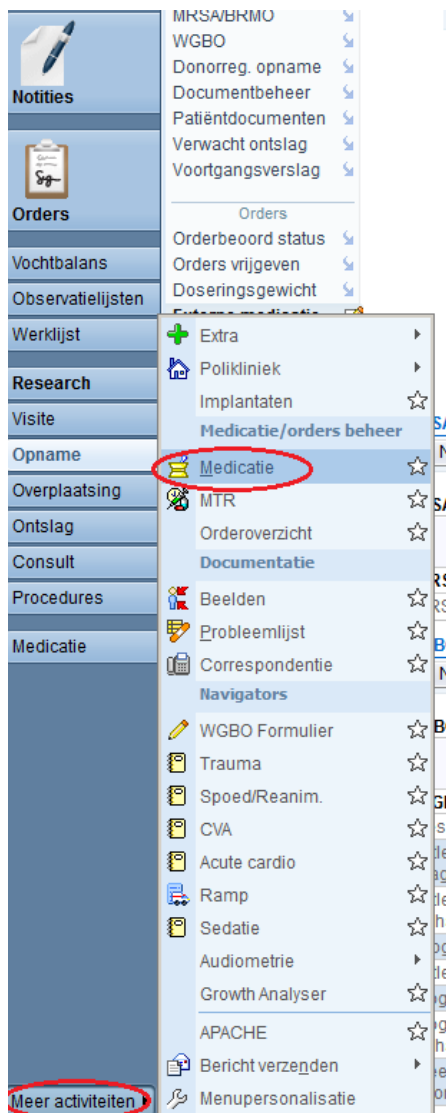 Notities
Orders
Vochtbalans
Observatielijsten
Werklijst
Research
Visite
Opname
Overplaatsing
Ontslag
Consult
Procedures
Medicatie
Meer activiteiten
MRSA/BRMO
WGBO
Donorreg. opname
Documentbeheer
Patiëntdocumenten
Verwacht ontslag
Voortgangsverslag
Orders
Orderbeoord status
Orders vrijgeven
Doseringsgewicht
Externe medicatie
Extra
Polikliniek
Implantaten
Medicatie/orders beheer
Medicatie
MTR
Orderoverzicht
Documentatie
Beelden
Probleemlijst
Correspondentie
Navigators
WGBO Formulier
Trauma
Spoed/Reanim.
CVA
Acute cardio
Ramp
Sedatie
Audiometrie
Growth Analyser
APACHE
Bericht verzenden
Menupersonalisatie